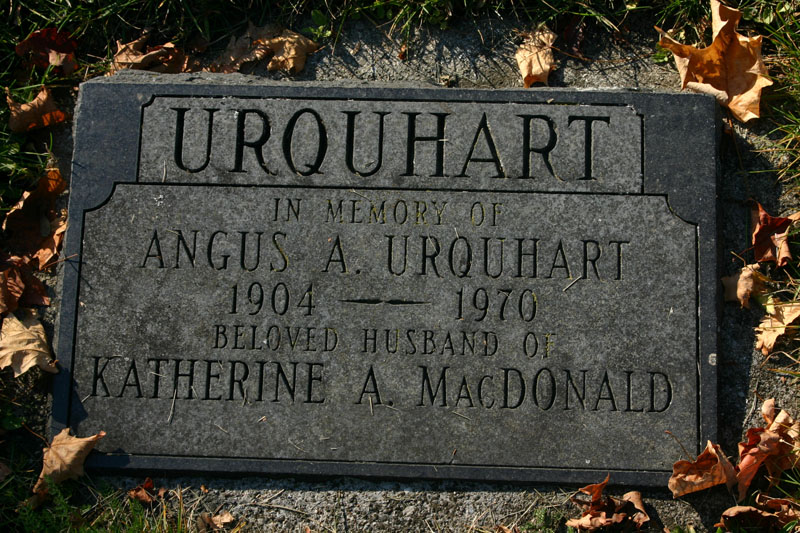 URQUHART
IN MEMORY OF
ANGUS A. URQUHART
1904 — 1970
BELOVED HUSBAND OF
KATHERINE A. MACDONALD